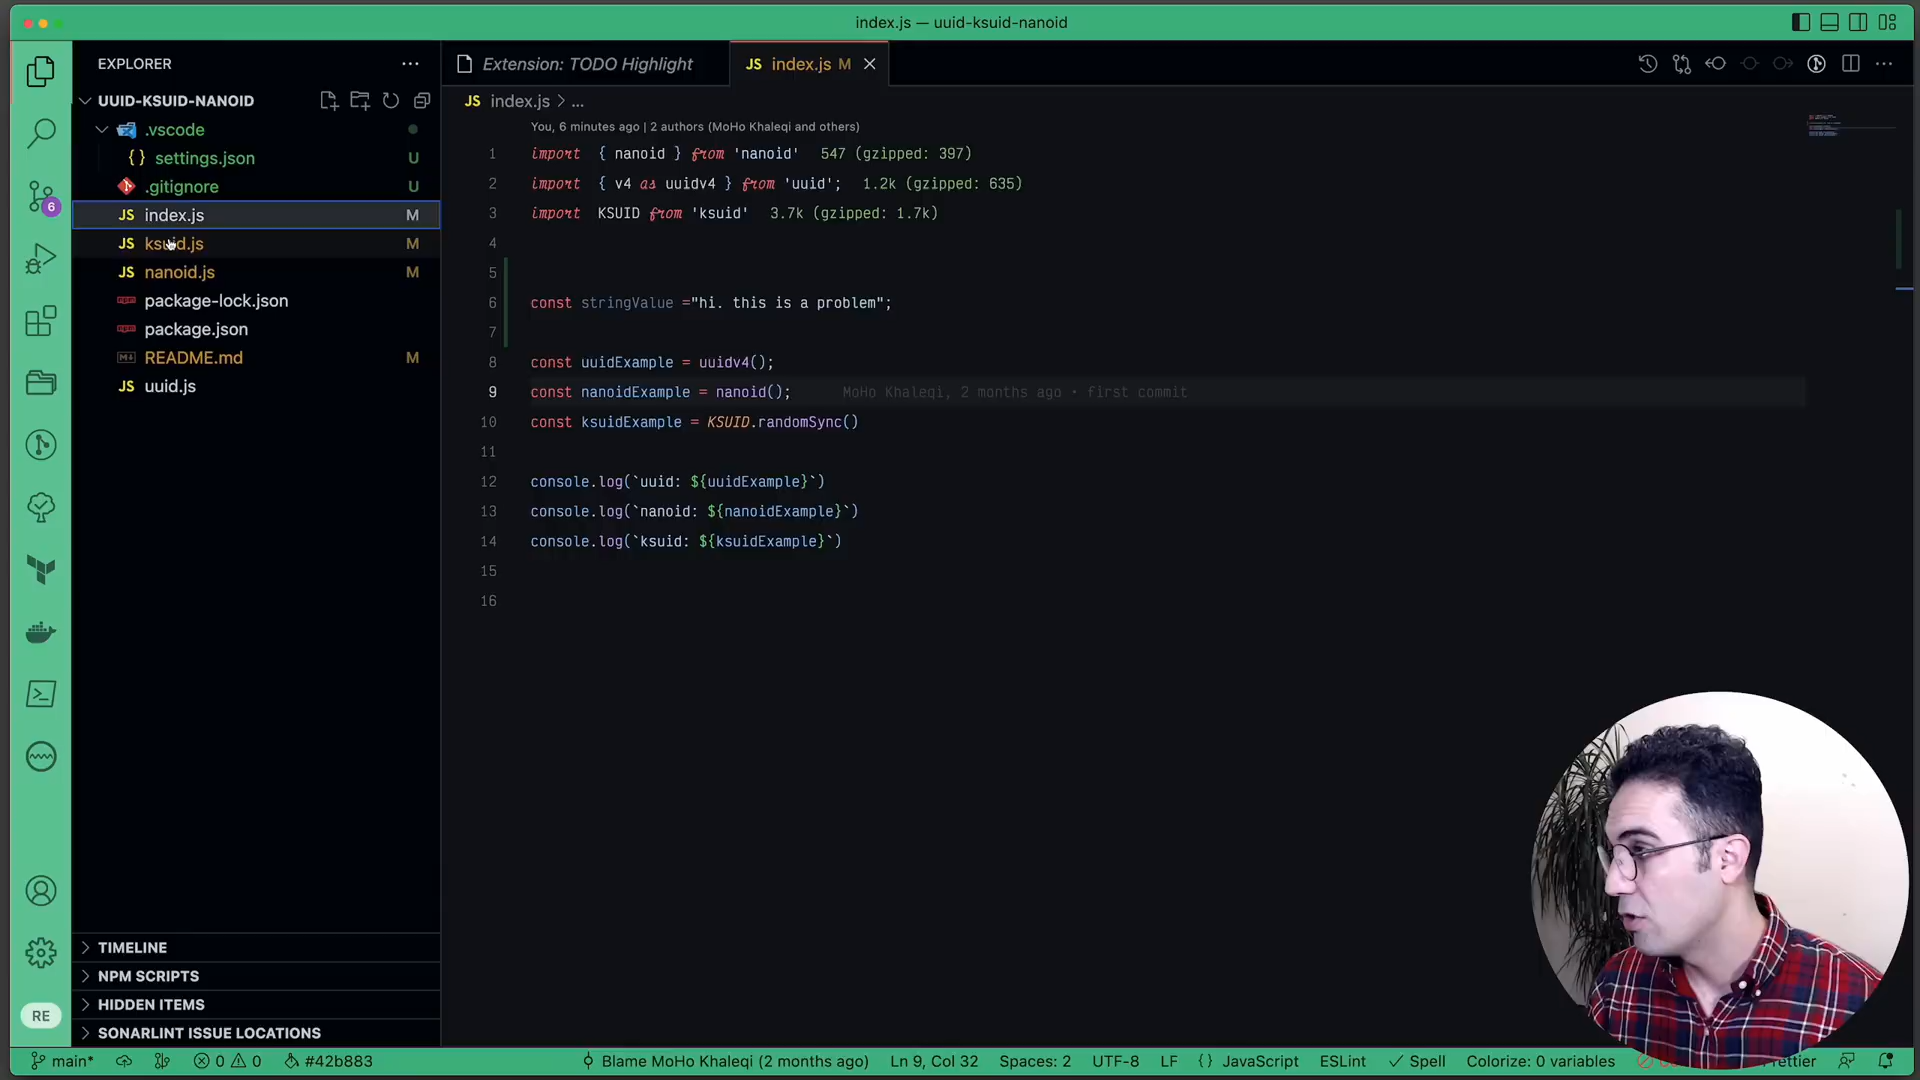 index.js — uuid-ksuid-nanoid
EXPLORER
Extension: TODO Highlight
JS index.js M
UUID-KSUID-NANOID
JS index.js > ...
.vscode
{} settings.json U
.gitignore U
JS index.js M
JS ksuid.js M
JS nanoid.js M
package-lock.json
package.json
README.md M
JS uuid.js
6
You, 6 minutes ago | 2 authors (MoHo Khaleqi and others)
1 import { nanoid } from 'nanoid' 547 (gzipped: 397)
2 import { v4 as uuidv4 } from 'uuid'; 1.2k (gzipped: 635)
3 import KSUID from 'ksuid' 3.7k (gzipped: 1.7k)
4
5
6 const stringValue ="hi. this is a problem";
7
8 const uuidExample = uuidv4();
9 const nanoidExample = nanoid(); MoHo Khaleqi, 2 months ago • first commit
10 const ksuidExample = KSUID.randomSync()
11
12 console.log(`uuid: ${uuidExample}`)
13 console.log(`nanoid: ${nanoidExample}`)
14 console.log(`ksuid: ${ksuidExample}`)
15
16
TIMELINE
NPM SCRIPTS
HIDDEN ITEMS
SONARLINT ISSUE LOCATIONS
RE
main* 0 0 #42b883 Blame MoHo Khaleqi (2 months ago) Ln 9, Col 32 Spaces: 2 UTF-8 LF {} JavaScript ESLint Spell Colorize: 0 variables